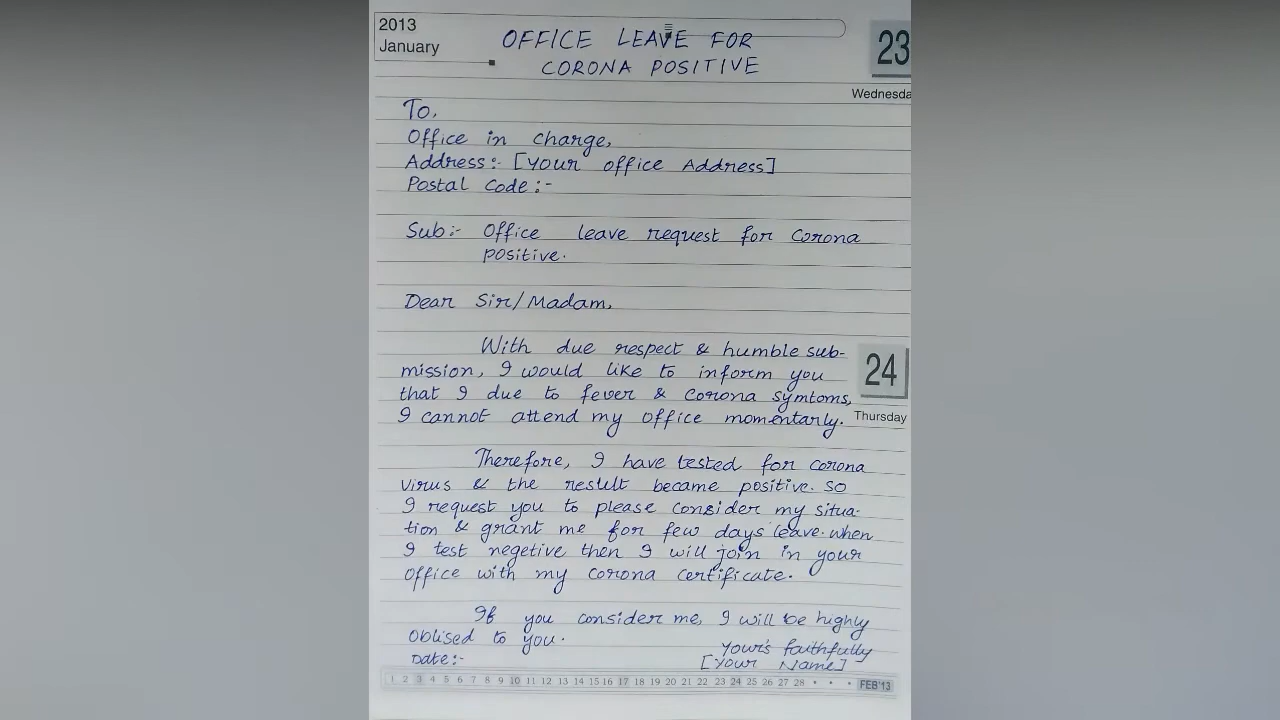 2013
January
OFFICE LEAVE FOR
CORONA POSITIVE
23
Wednesda
To,
Office in charge,
Address:- [Your office Address]
Postal Code:-
Sub:- Office leave request for Corona
positive.
Dear Sir/Madam,
With due respect & humble sub-
mission, I would like to inform you
that I due to fever & Corona symtoms,
I cannot attend my office momentarly.
24
Thursday
Therefore, I have tested for corona
virus & the result became positive. So
I request you to please consider my situa-
tion & grant me for few days leave. when
I test negetive then I will join in your
office with my corona certificate.
If you consider me, I will be highly
oblised to you.
Your's faithfully
Date:- [Your Name]
1 2 3 4 5 6 7 8 9 10 11 12 13 14 15 16 17 18 19 20 21 22 23 24 25 26 27 28 • • • FEB'13